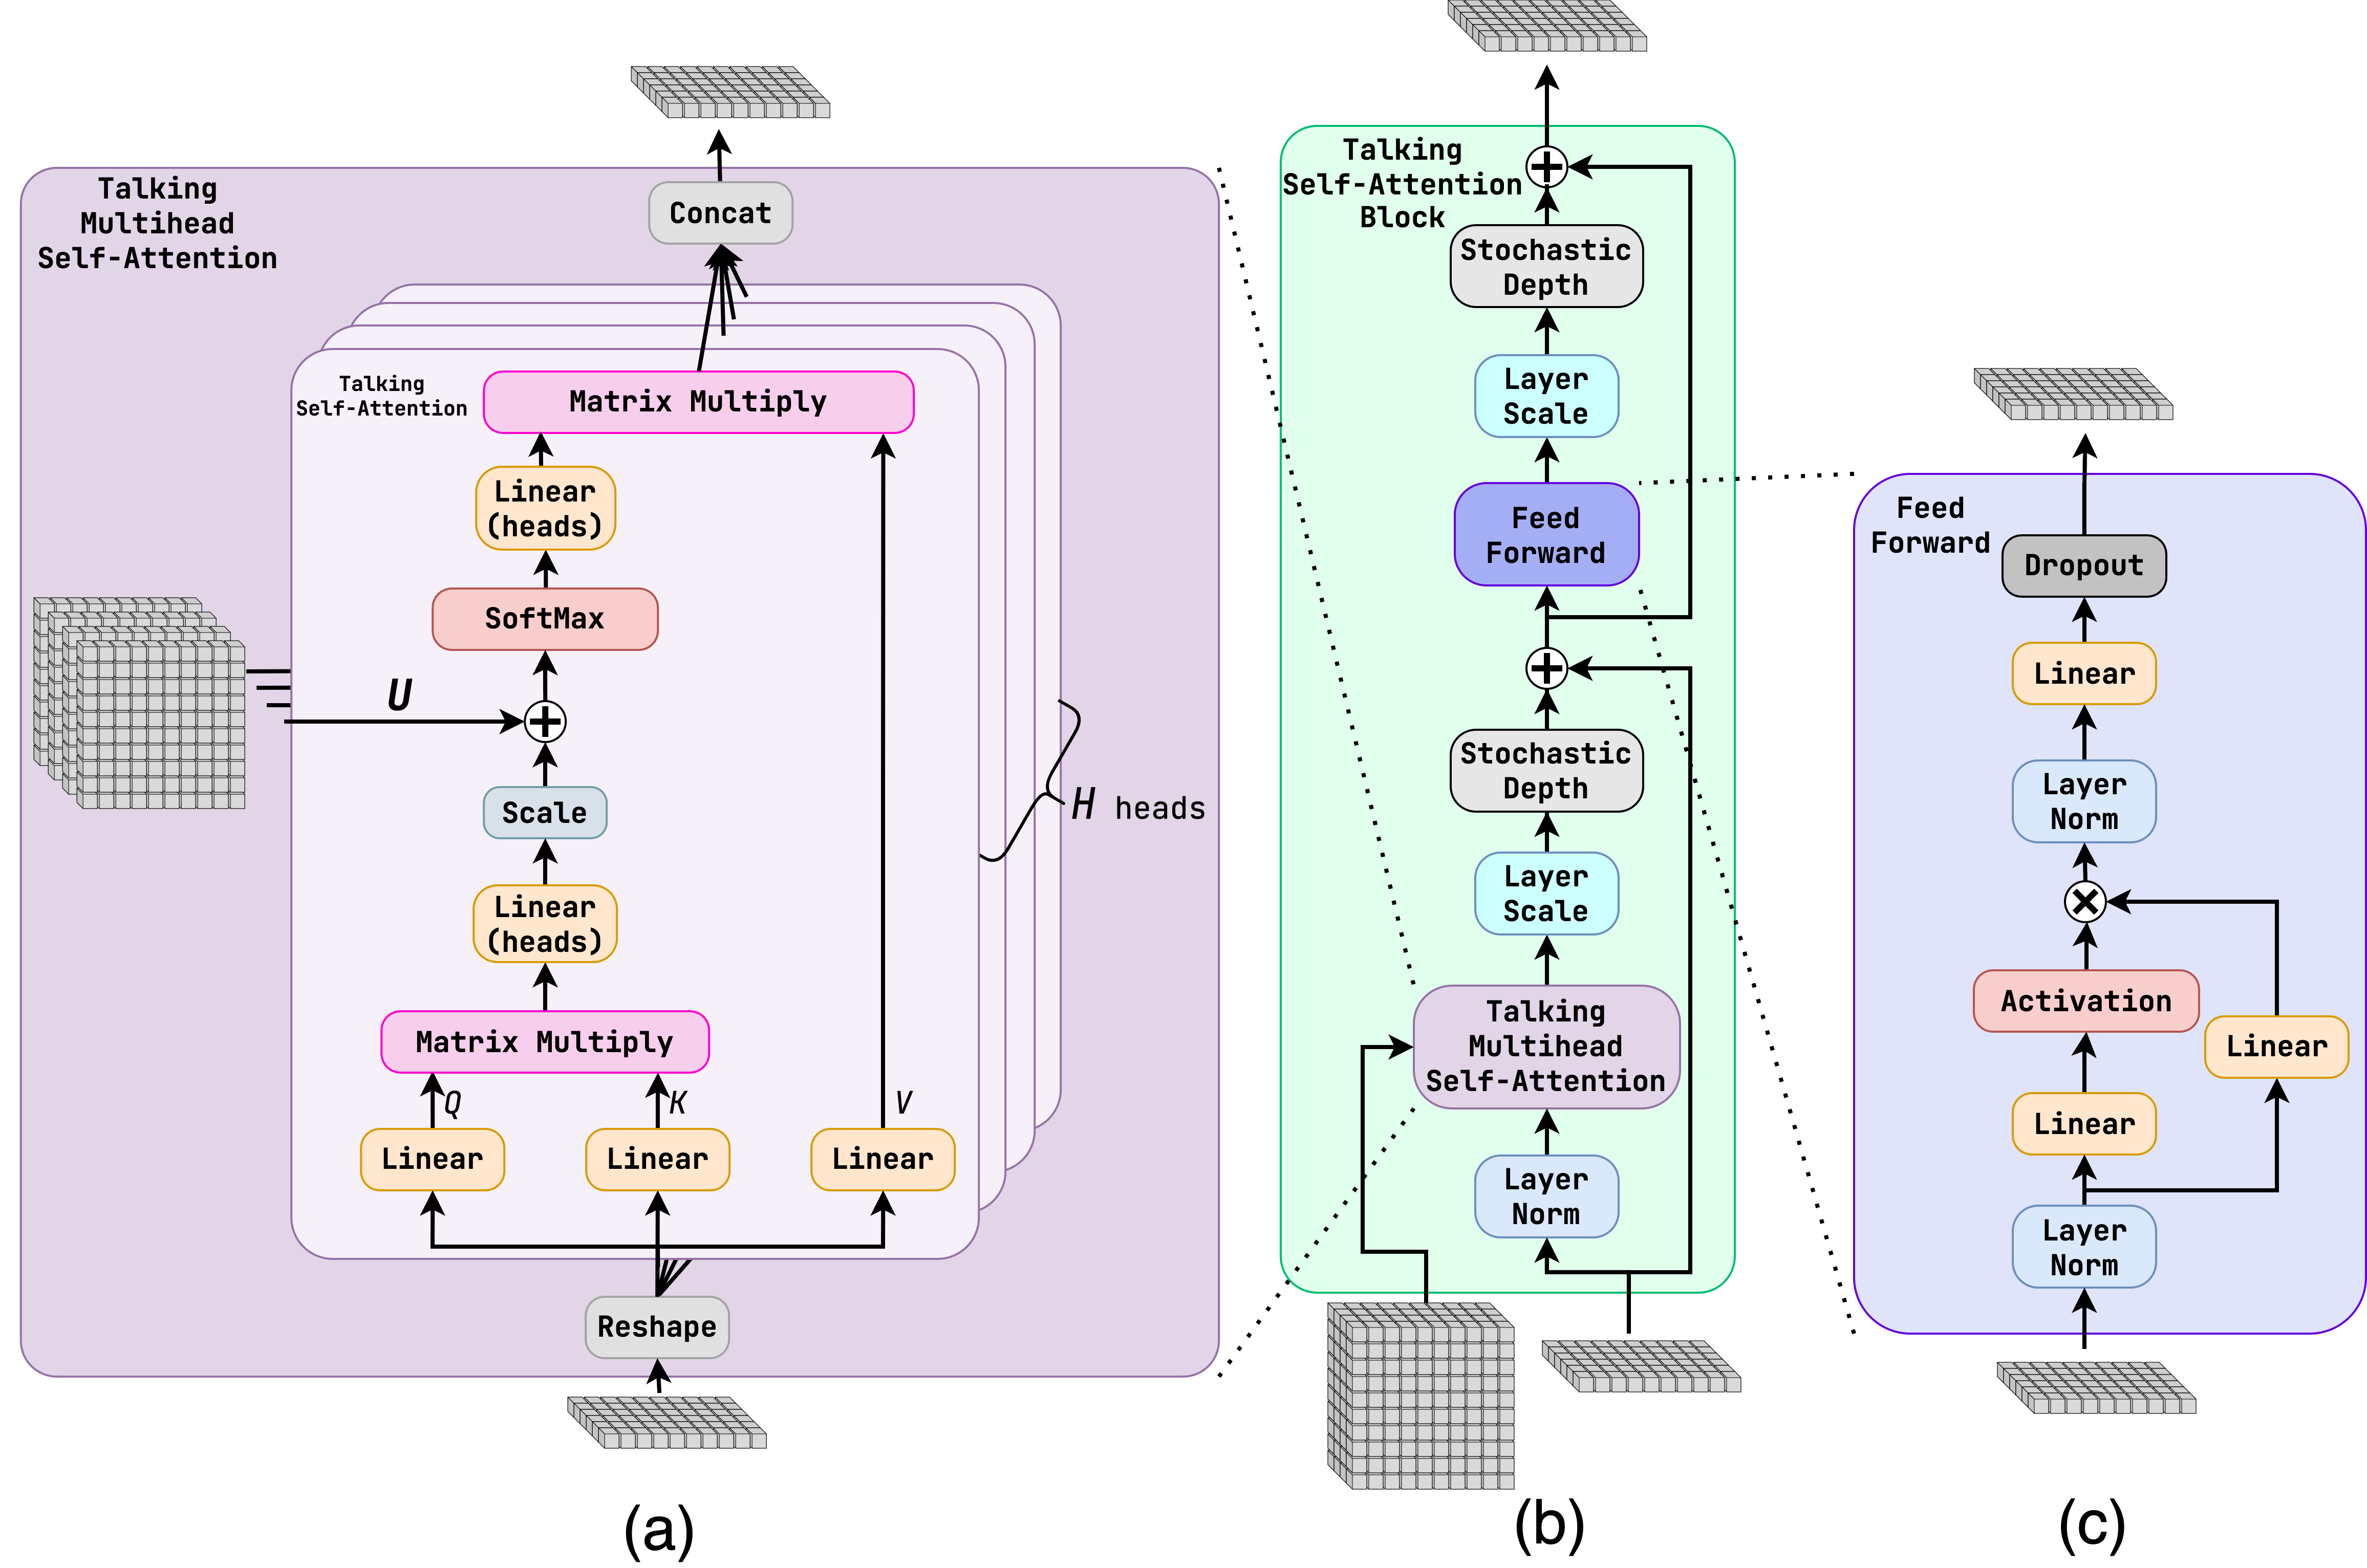 Talking
Multihead
Self-Attention
Concat
Talking
Self-Attention
Matrix Multiply
Linear
(heads)
SoftMax
U
Scale
H heads
Linear
(heads)
Matrix Multiply
Q
K
V
Linear
Linear
Linear
Reshape
(a)
Talking
Self-Attention
Block
Stochastic
Depth
Layer
Scale
Feed
Forward
Stochastic
Depth
Layer
Scale
Talking
Multihead
Self-Attention
Layer
Norm
(b)
Feed
Forward
Dropout
Linear
Layer
Norm
Activation
Linear
Linear
Layer
Norm
(c)